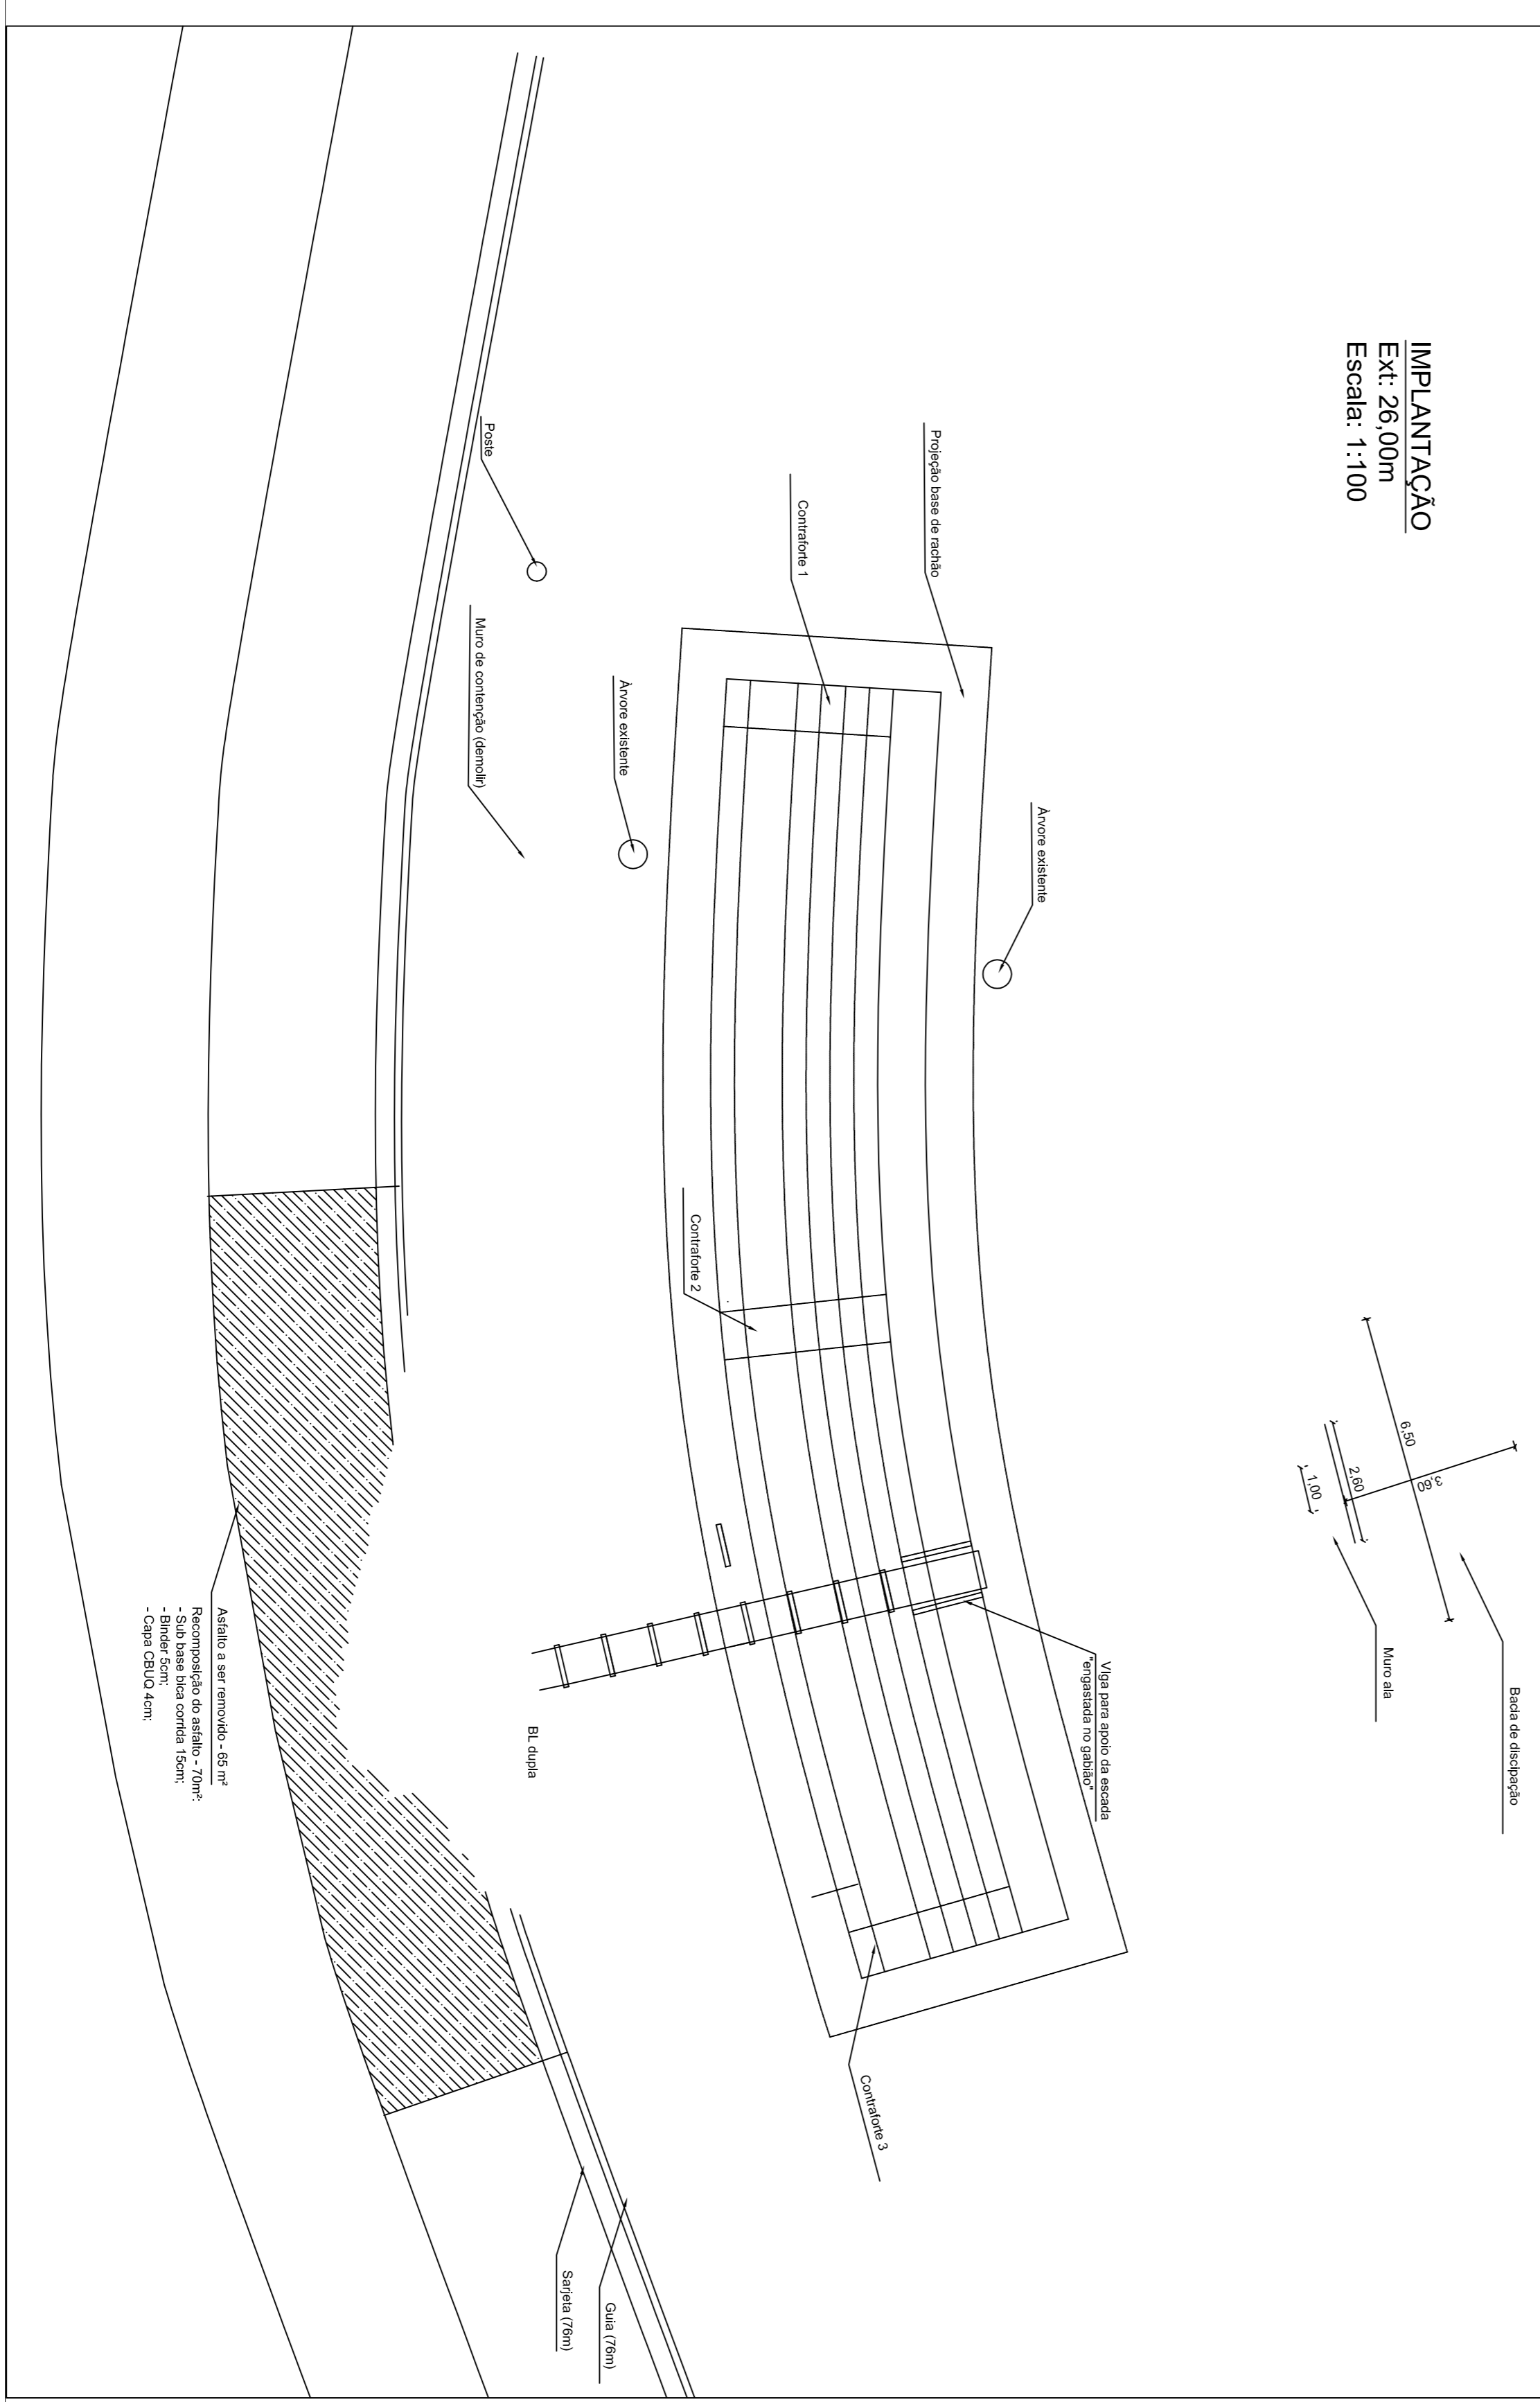 IMPLANTAÇÃO
Ext: 26,00m
Escala: 1:100
Bacia de discipação
Muro ala
6,50
3,60
2,60
1,00
Projeção base de rachão
Contraforte 1
Poste
Muro de contenção (demolir)
Àrvore existente
Àrvore existente
Contraforte 2
VIga para apoio da escada
"engastada no gabião"
BL dupla
Contraforte 3
Asfalto a ser removido - 65 m²
Recomposição do asfalto - 70m²:
- Sub base bica corrida 15cm;
- Binder 5cm;
- Capa CBUQ 4cm;
Guia (76m)
Sarjeta (76m)